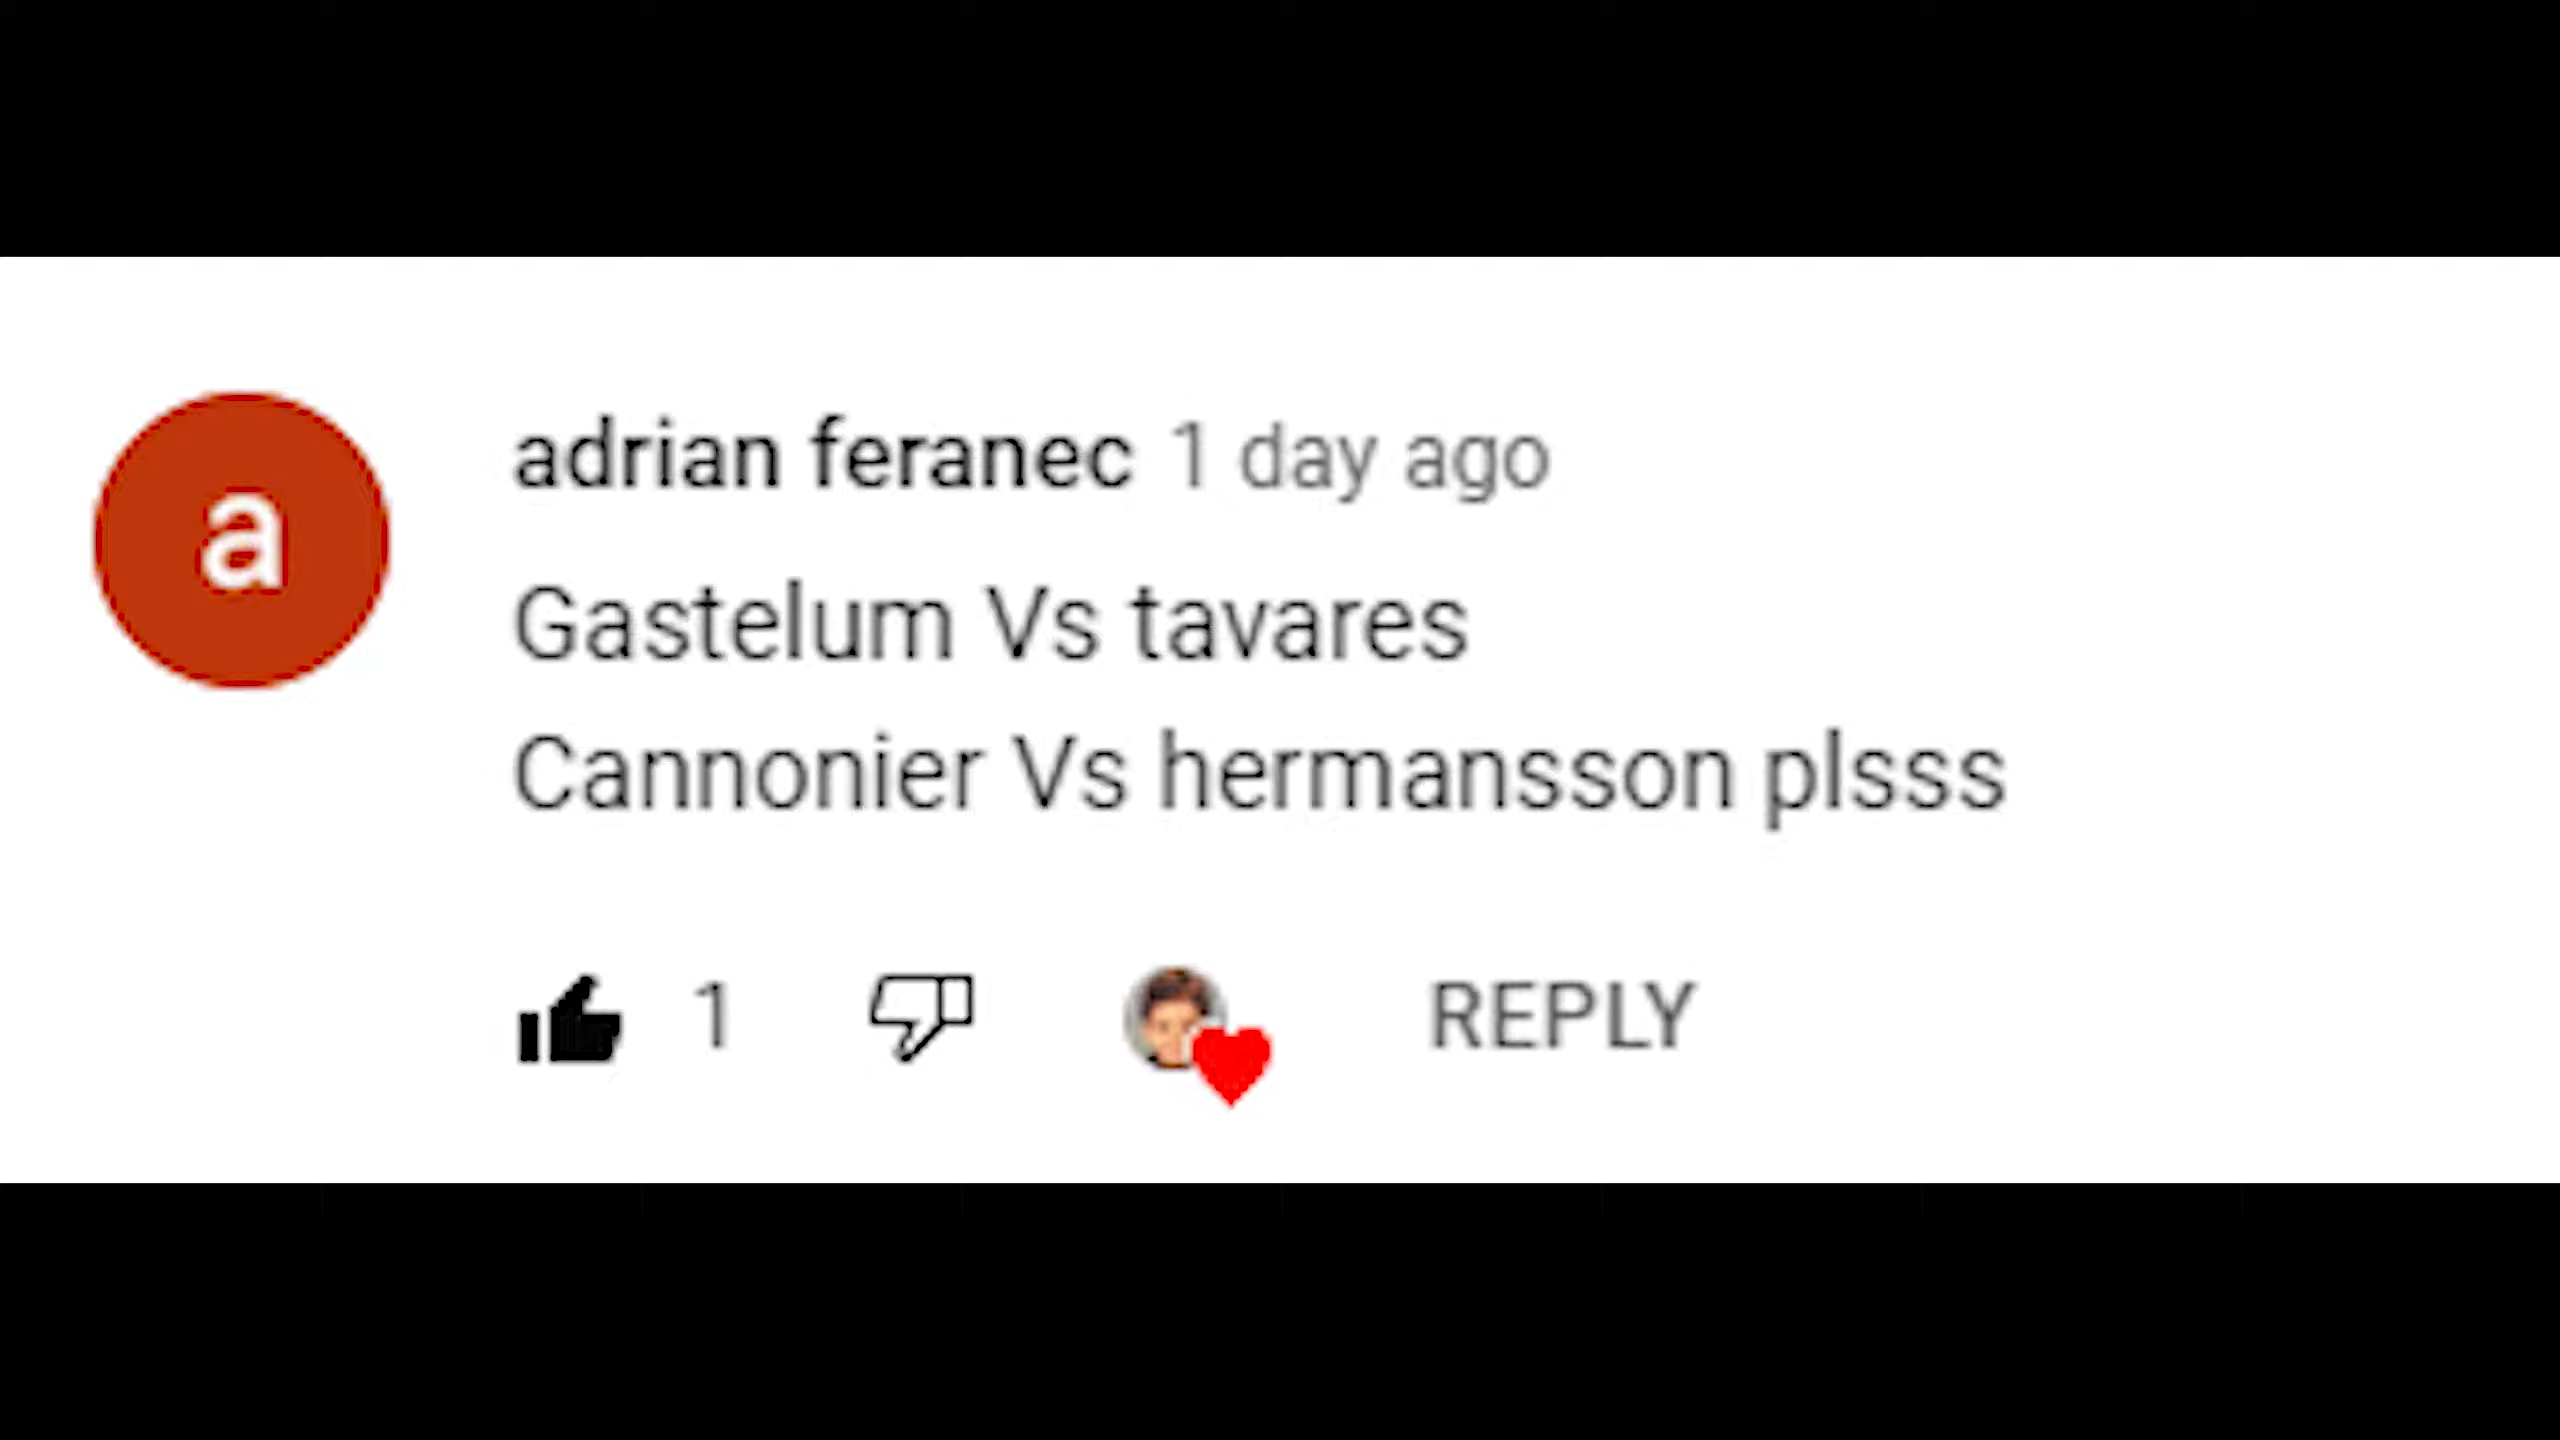 a
adrian feranec 1 day ago
Gastelum Vs tavares
Cannonier Vs hermansson plsss
1 REPLY